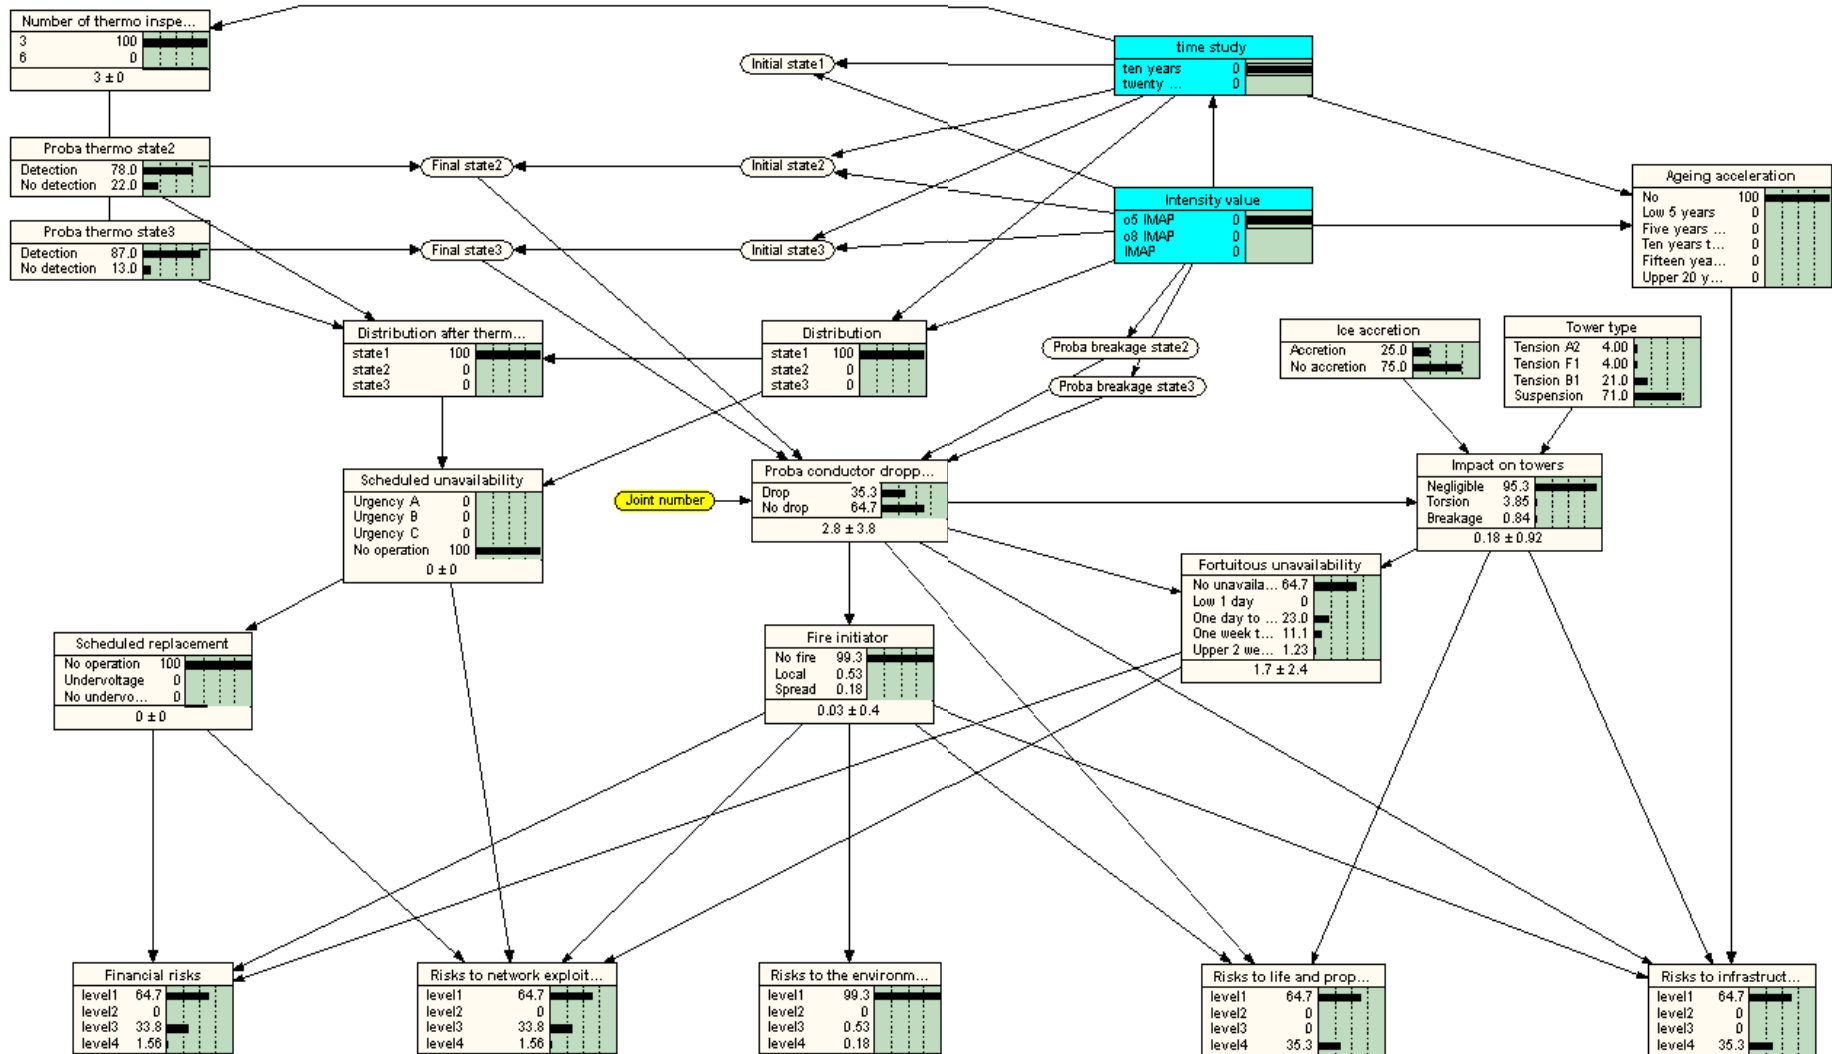 Number of thermo inspe...
3 100
6 0
3 ± 0
time study
ten years 0
twenty ... 0
Initial state1
Proba thermo state2
Detection 78.0
No detection 22.0
Final state2
Initial state2
Intensity value
o5 IMAP 0
o8 IMAP 0
IMAP 0
Ageing acceleration
No 100
Low 5 years 0
Five years ... 0
Ten years t... 0
Fifteen yea... 0
Upper 20 y... 0
Proba thermo state3
Detection 87.0
No detection 13.0
Final state3
Initial state3
Distribution after therm...
state1 100
state2 0
state3 0
Distribution
state1 100
state2 0
state3 0
Proba breakage state2
Proba breakage state3
Ice accretion
Accretion 25.0
No accretion 75.0
Tower type
Tension A2 4.00
Tension F1 4.00
Tension B1 21.0
Suspension 71.0
Scheduled unavailability
Urgency A 0
Urgency B 0
Urgency C 0
No operation 100
0 ± 0
Joint number
Proba conductor dropp...
Drop 35.3
No drop 64.7
2.8 ± 3.8
Impact on towers
Negligible 95.3
Torsion 3.85
Breakage 0.84
0.18 ± 0.92
Fortuitous unavailability
No unavaila... 64.7
Low 1 day 0
One day to ... 23.0
One week t... 11.1
Upper 2 we... 1.23
1.7 ± 2.4
Scheduled replacement
No operation 100
Undervoltage 0
No undervo... 0
0 ± 0
Fire initiator
No fire 99.3
Local 0.53
Spread 0.18
0.03 ± 0.4
Financial risks
level1 64.7
level2 0
level3 33.8
level4 1.56
Risks to network exploit...
level1 64.7
level2 0
level3 33.8
level4 1.56
Risks to the environm...
level1 99.3
level2 0
level3 0.53
level4 0.18
Risks to life and prop...
level1 64.7
level2 0
level3 0
level4 35.3
Risks to infrastruct...
level1 64.7
level2 0
level3 0
level4 35.3